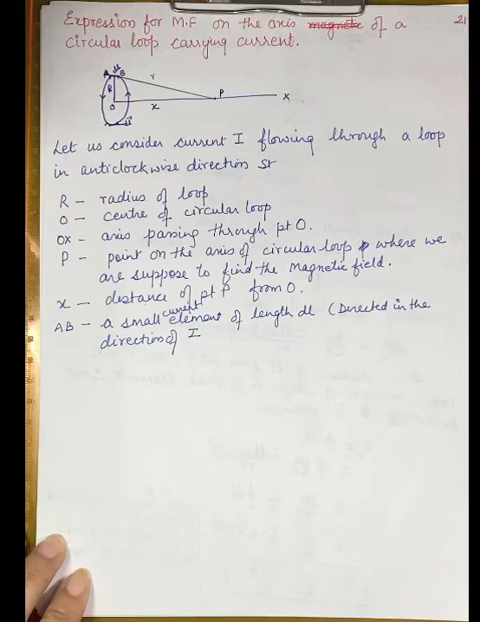 Expression for M.F on the axis magnetic of a
circular loop carrying current.
21
A dl B
r
R
P
O
x
X
dl
Let us consider current I flowing through a loop
in anticlockwise direction st
R - radius of loop
O - centre of circular loop
OX - axis passing through pt O.
P - point on the axis of circular loop p where we
are suppose to find the magnetic field.
x - distance of pt P from O.
AB - a small current element of length dl (Directed in the
direction of I